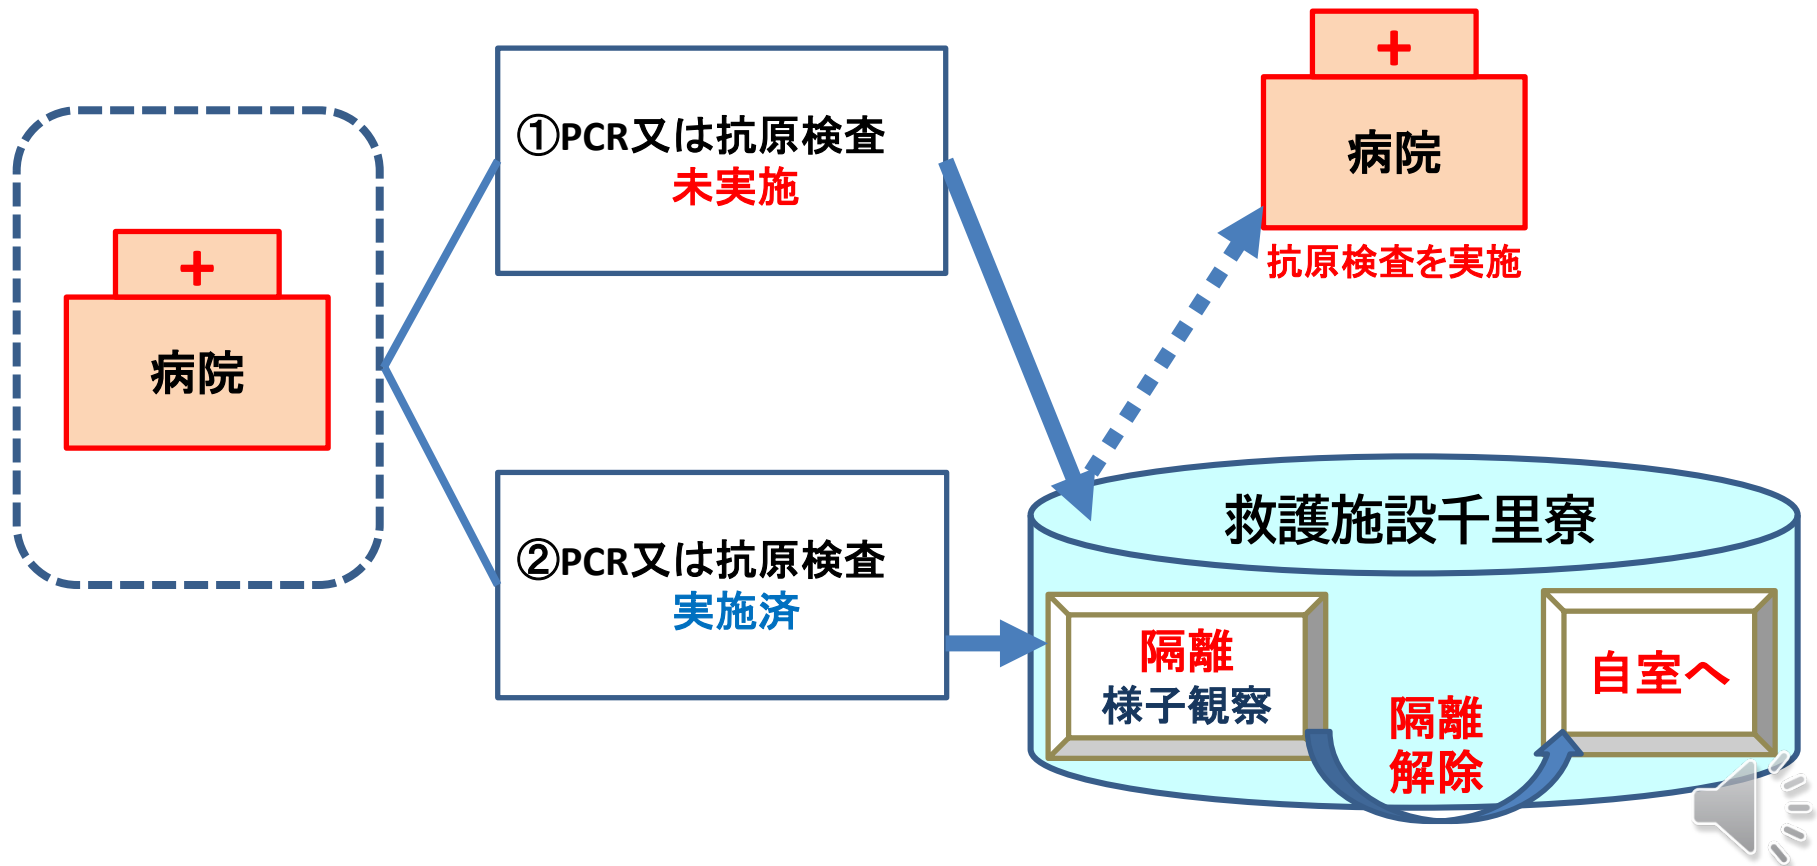 ①PCR又は抗原検査
未実施
+
病院
抗原検査を実施
+
病院
②PCR又は抗原検査
実施済
救護施設千里寮
隔離
様子観察
隔離
解除
自室へ